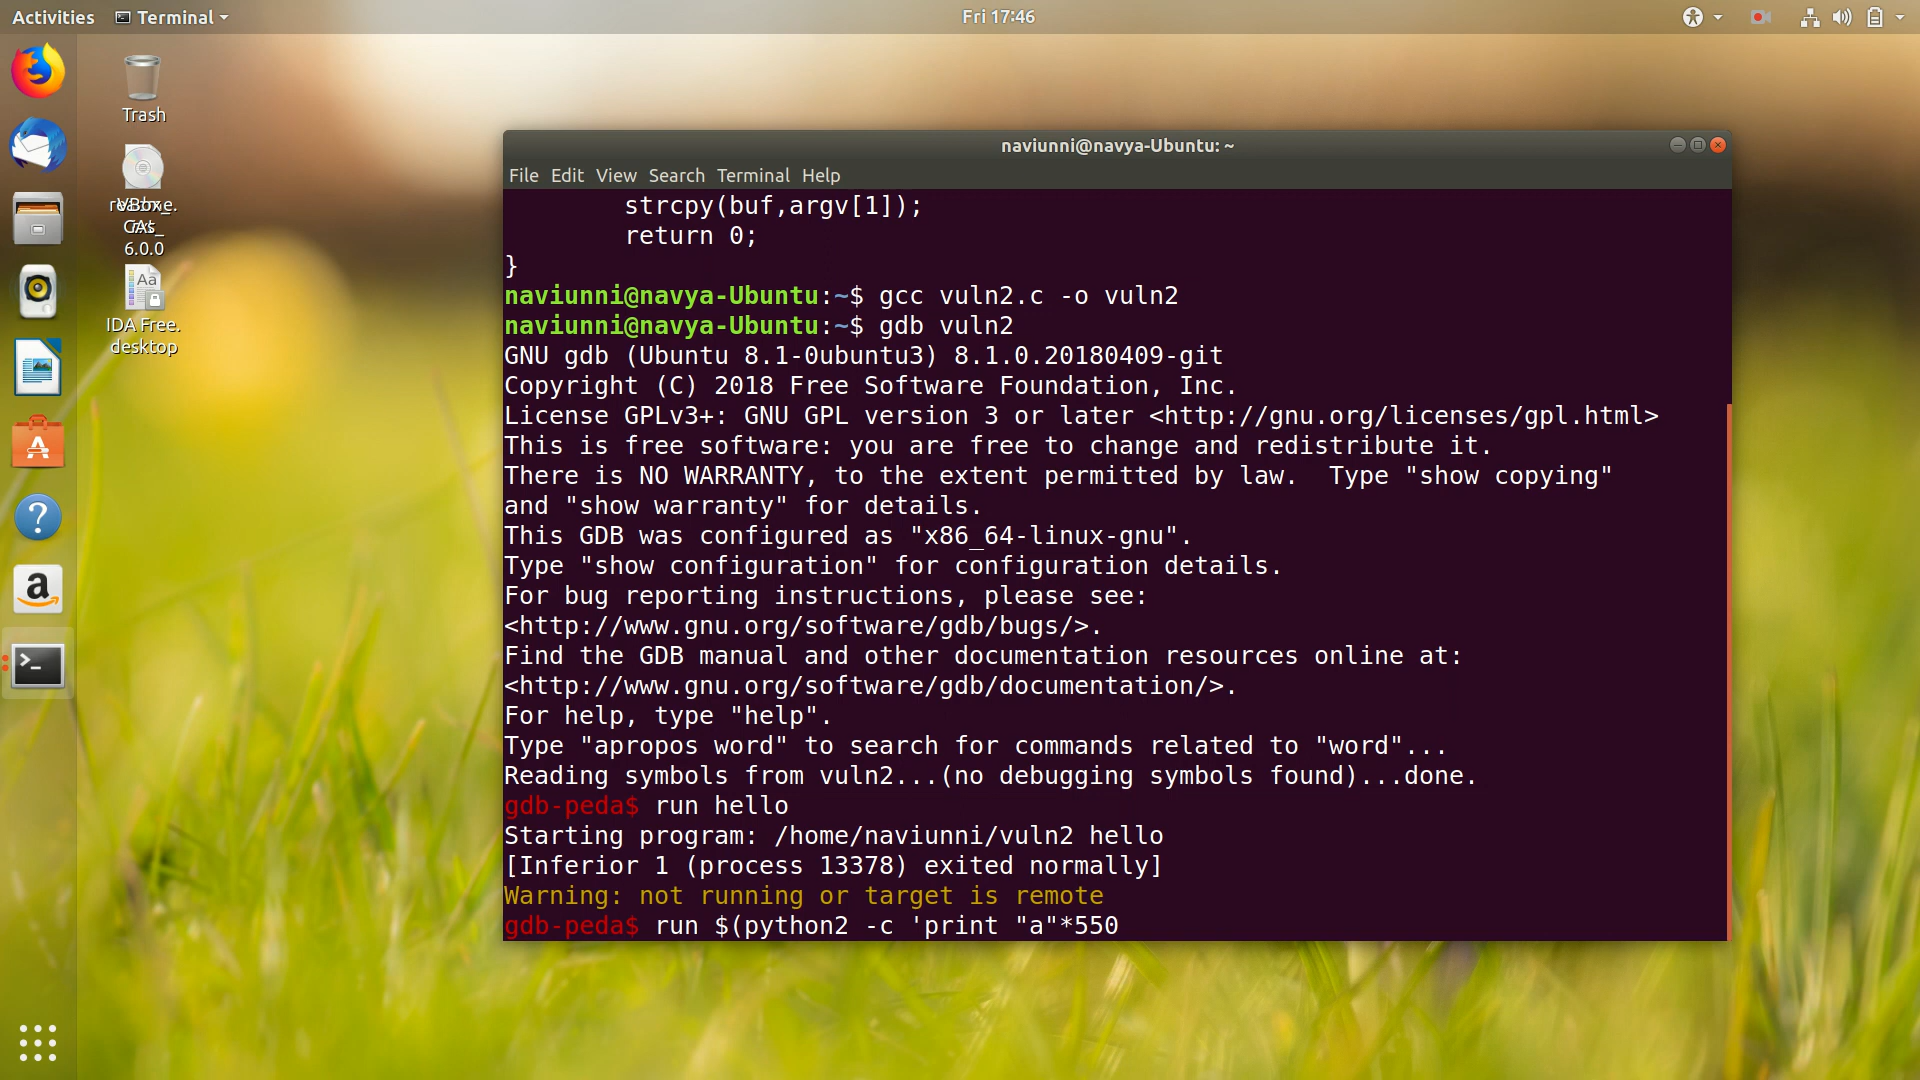 Activities Terminal Fri 17:46
Trash
6.0.0
Aa
IDA Free.
desktop
naviunni@navya-Ubuntu: ~
File Edit View Search Terminal Help
strcpy(buf,argv[1]);
return 0;
}
naviunni@navya-Ubuntu:~$ gcc vuln2.c -o vuln2
naviunni@navya-Ubuntu:~$ gdb vuln2
GNU gdb (Ubuntu 8.1-0ubuntu3) 8.1.0.20180409-git
Copyright (C) 2018 Free Software Foundation, Inc.
License GPLv3+: GNU GPL version 3 or later <http://gnu.org/licenses/gpl.html>
This is free software: you are free to change and redistribute it.
There is NO WARRANTY, to the extent permitted by law.  Type "show copying"
and "show warranty" for details.
This GDB was configured as "x86_64-linux-gnu".
Type "show configuration" for configuration details.
For bug reporting instructions, please see:
<http://www.gnu.org/software/gdb/bugs/>.
Find the GDB manual and other documentation resources online at:
<http://www.gnu.org/software/gdb/documentation/>.
For help, type "help".
Type "apropos word" to search for commands related to "word"...
Reading symbols from vuln2...(no debugging symbols found)...done.
gdb-peda$ run hello
Starting program: /home/naviunni/vuln2 hello
[Inferior 1 (process 13378) exited normally]
Warning: not running or target is remote
gdb-peda$ run $(python2 -c 'print "a"*550